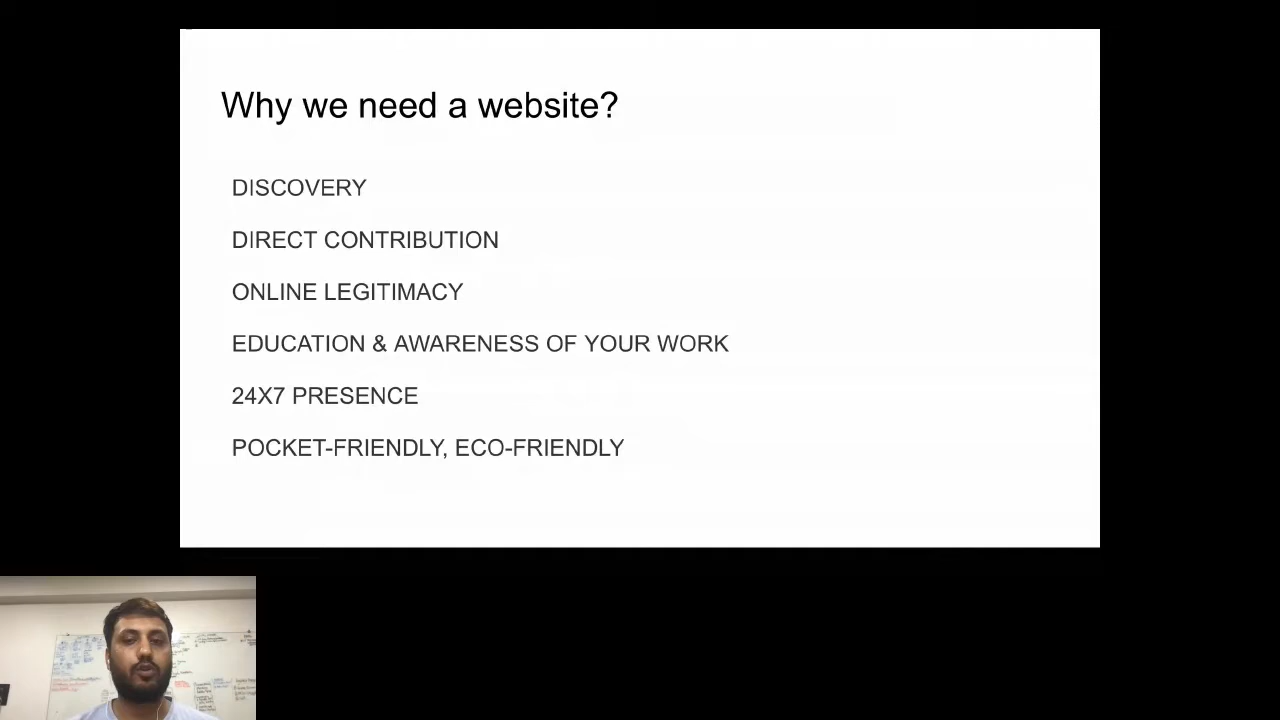 Why we need a website?
DISCOVERY
DIRECT CONTRIBUTION
ONLINE LEGITIMACY
EDUCATION & AWARENESS OF YOUR WORK
24X7 PRESENCE
POCKET-FRIENDLY, ECO-FRIENDLY